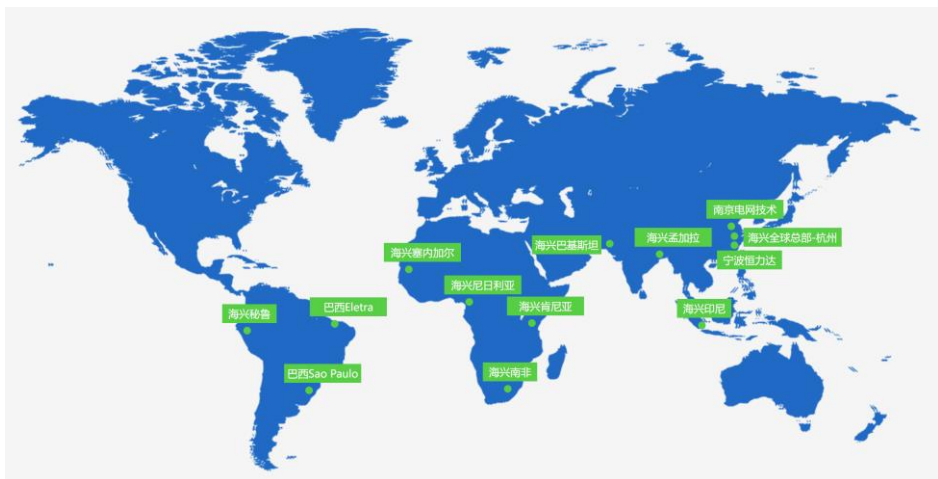 南京电网技术
海兴全球总部-杭州
海兴孟加拉
海兴巴基斯坦
海兴塞内加尔
宁波恒力达
海兴尼日利亚
巴西Eletra
海兴肯尼亚
海兴印尼
海兴秘鲁
巴西Sao Paulo
海兴南非